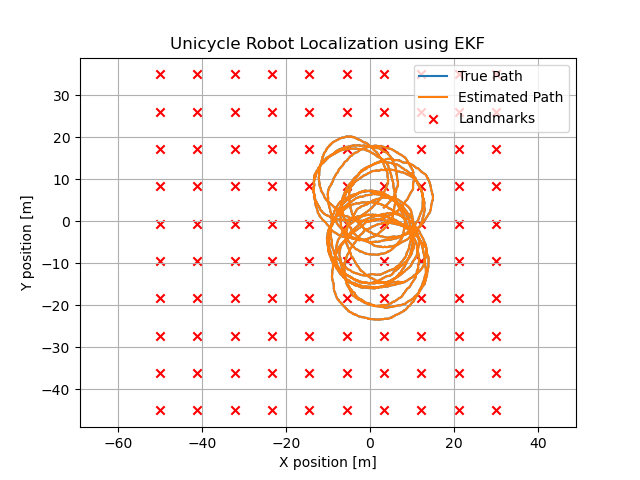 Unicycle Robot Localization using EKF
True Path
Estimated Path
Landmarks
30
20
10
0
−10
−20
−30
−40
Y position [m]
−60
−40
−20
0
20
40
X position [m]